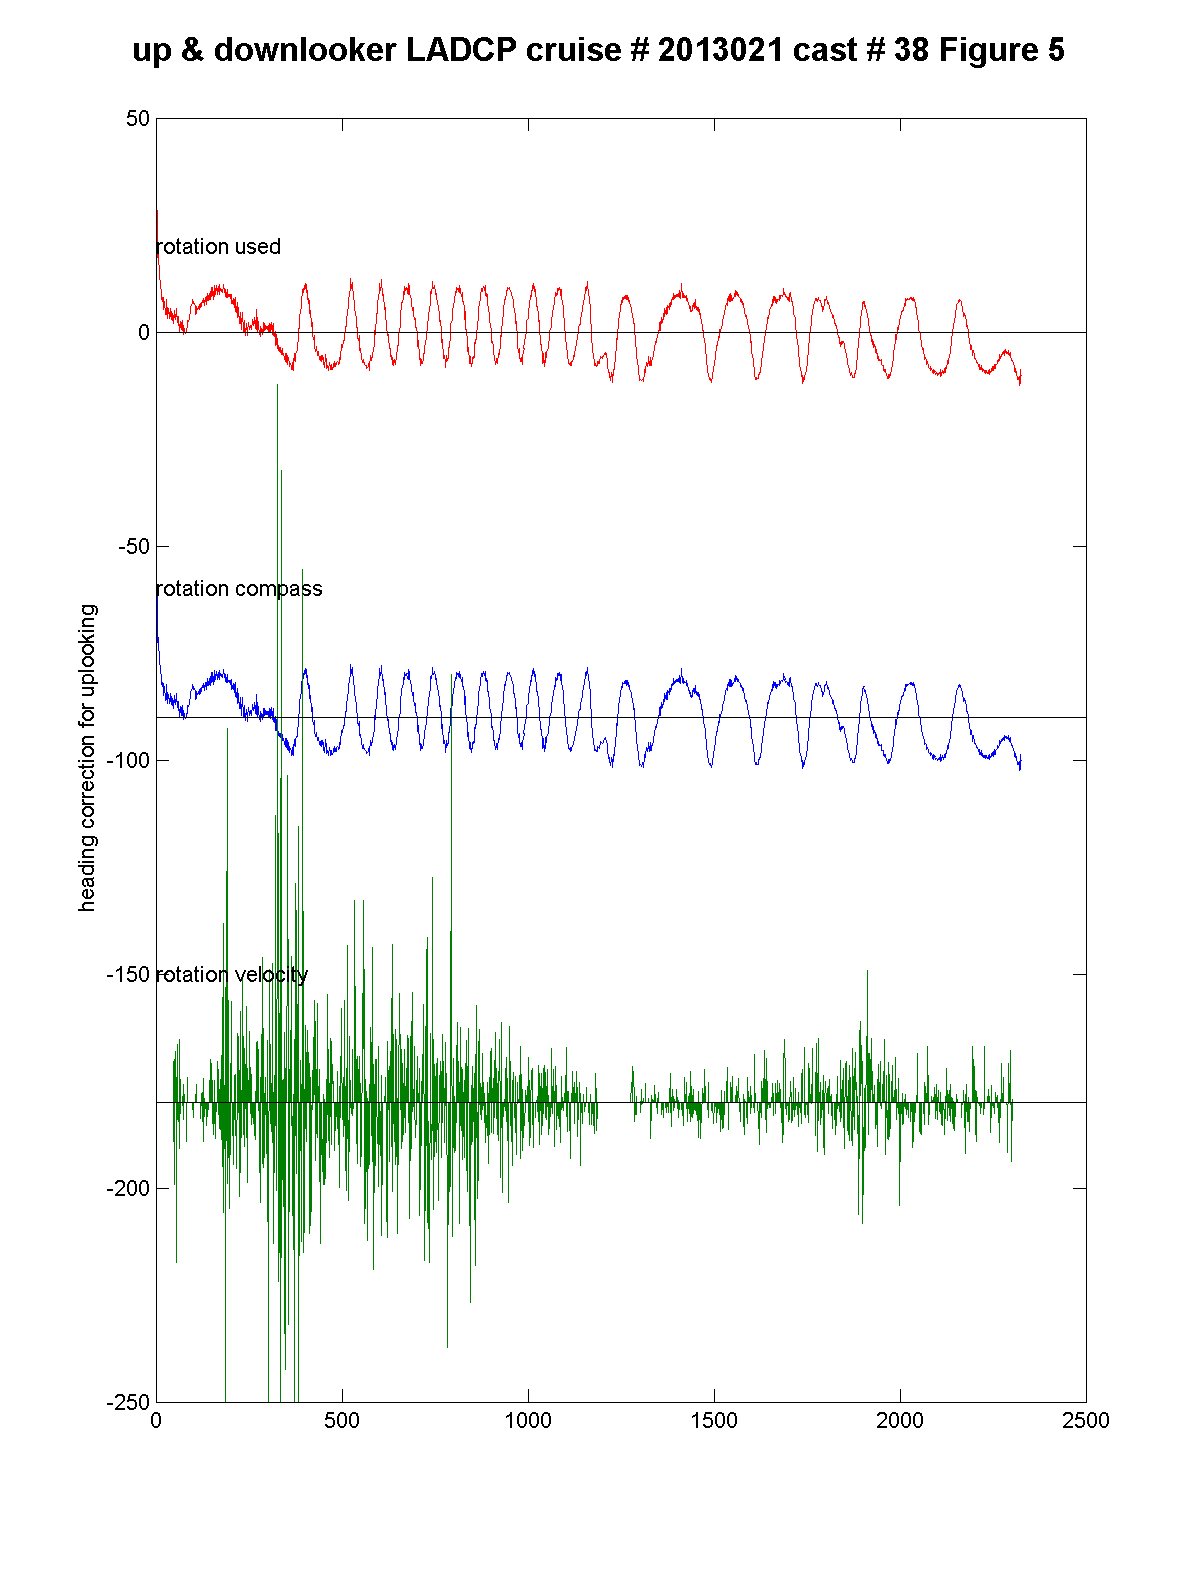 up & downlooker LADCP cruise # 2013021 cast # 38 Figure 5
50
rotation used
0
-50
rotation compass
heading correction for uplooking
-100
-150
rotation velocity
-200
-250
0 500 1000 1500 2000 2500